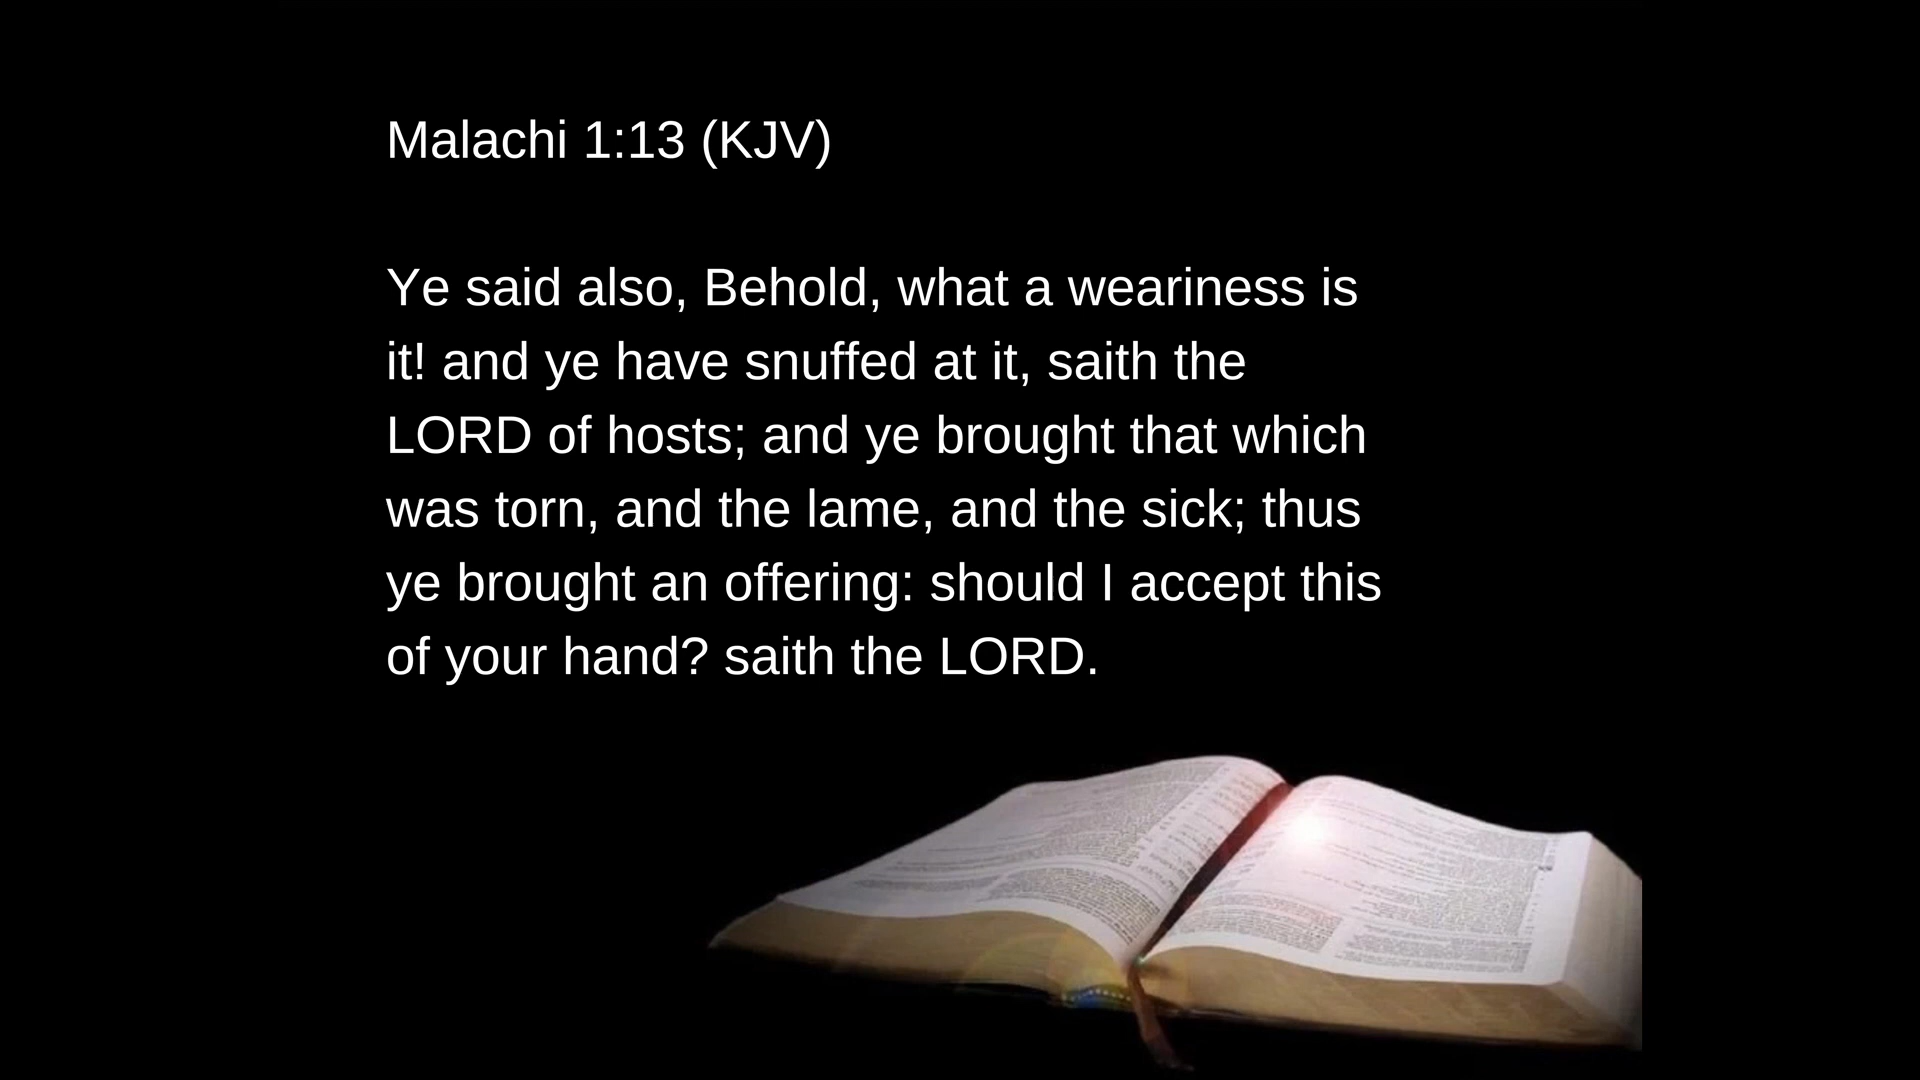 Malachi 1:13 (KJV)
Ye said also, Behold, what a weariness is
it! and ye have snuffed at it, saith the
LORD of hosts; and ye brought that which
was torn, and the lame, and the sick; thus
ye brought an offering: should I accept this
of your hand? saith the LORD.